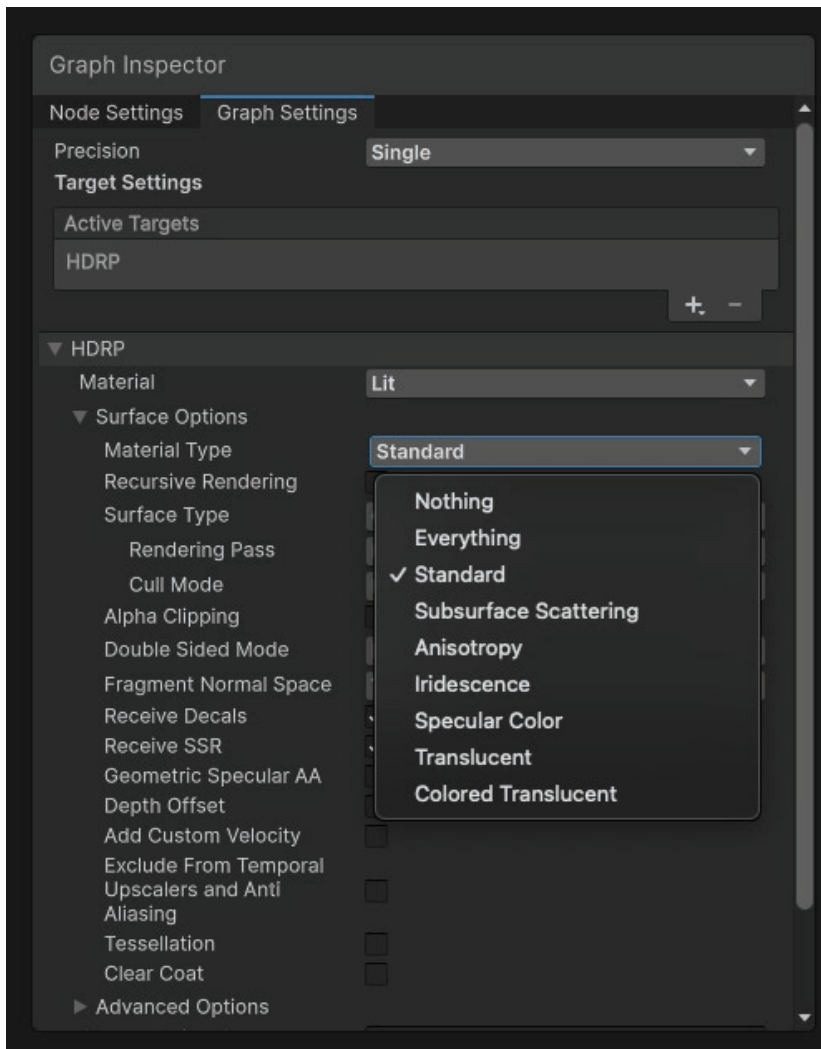 Graph Inspector
Node Settings Graph Settings
Precision Single
Target Settings
Active Targets
HDRP
HDRP
Material Lit
Surface Options
Material Type Standard
Recursive Rendering
Surface Type
Rendering Pass
Cull Mode
Alpha Clipping
Double Sided Mode
Fragment Normal Space
Receive Decals
Receive SSR
Geometric Specular AA
Depth Offset
Add Custom Velocity
Exclude From Temporal
Upscalers and Anti
Aliasing
Tessellation
Clear Coat
Advanced Options
Nothing
Everything
Standard
Subsurface Scattering
Anisotropy
Iridescence
Specular Color
Translucent
Colored Translucent